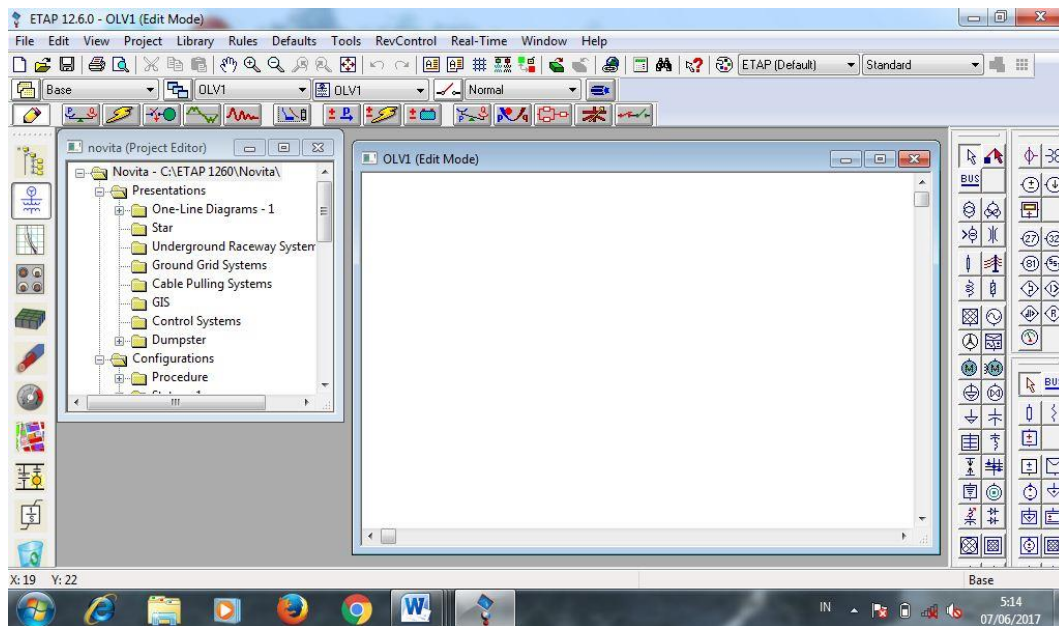 ETAP 12.6.0 - OLV1 (Edit Mode)
File Edit View Project Library Rules Defaults Tools RevControl Real-Time Window Help
ETAP (Default) Standard
Base OLV1 OLV1 Normal
novita (Project Editor)
Novita - C:\ETAP 1260\Novita\
Presentations
One-Line Diagrams - 1
Star
Underground Raceway System
Ground Grid Systems
Cable Pulling Systems
GIS
Control Systems
Dumpster
Configurations
Procedure
OLV1 (Edit Mode)
BUS
27
81
M M
R
BU
X: 19 Y: 22
Base
W
IN
5:14
07/06/2017